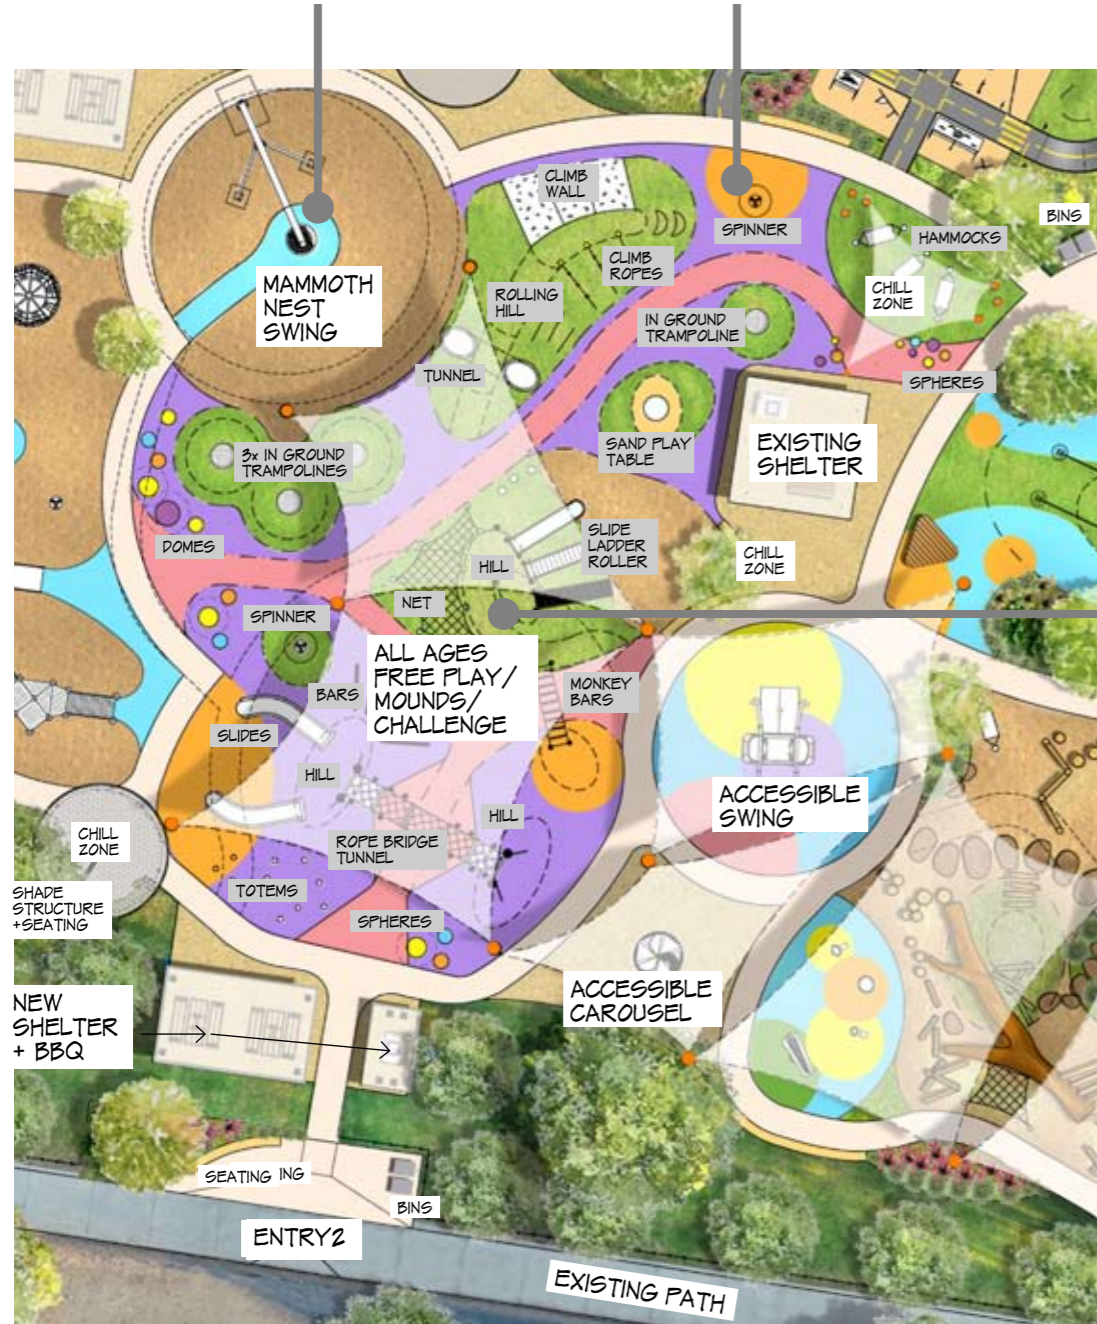 CLIMB
WALL
SPINNER
BINS
HAMMOCKS
CLIMB
ROPES
MAMMOTH
NEST
SWING
ROLLING
HILL
CHILL
ZONE
IN GROUND
TRAMPOLINE
TUNNEL
SPHERES
3x IN GROUND
TRAMPOLINES
SAND PLAY
TABLE
EXISTING
SHELTER
DOMES
SLIDE
LADDER
ROLLER
HILL
CHILL
ZONE
NET
SPINNER
ALL AGES
FREE PLAY/
MOUNDS/
CHALLENGE
BARS
MONKEY
BARS
SLIDES
HILL
ACCESSIBLE
SWING
HILL
CHILL
ZONE
ROPE BRIDGE
TUNNEL
SHADE
STRUCTURE
+SEATING
TOTEMS
SPHERES
NEW
SHELTER
+ BBQ
ACCESSIBLE
CAROUSEL
SEATING ING
BINS
ENTRY2
EXISTING PATH